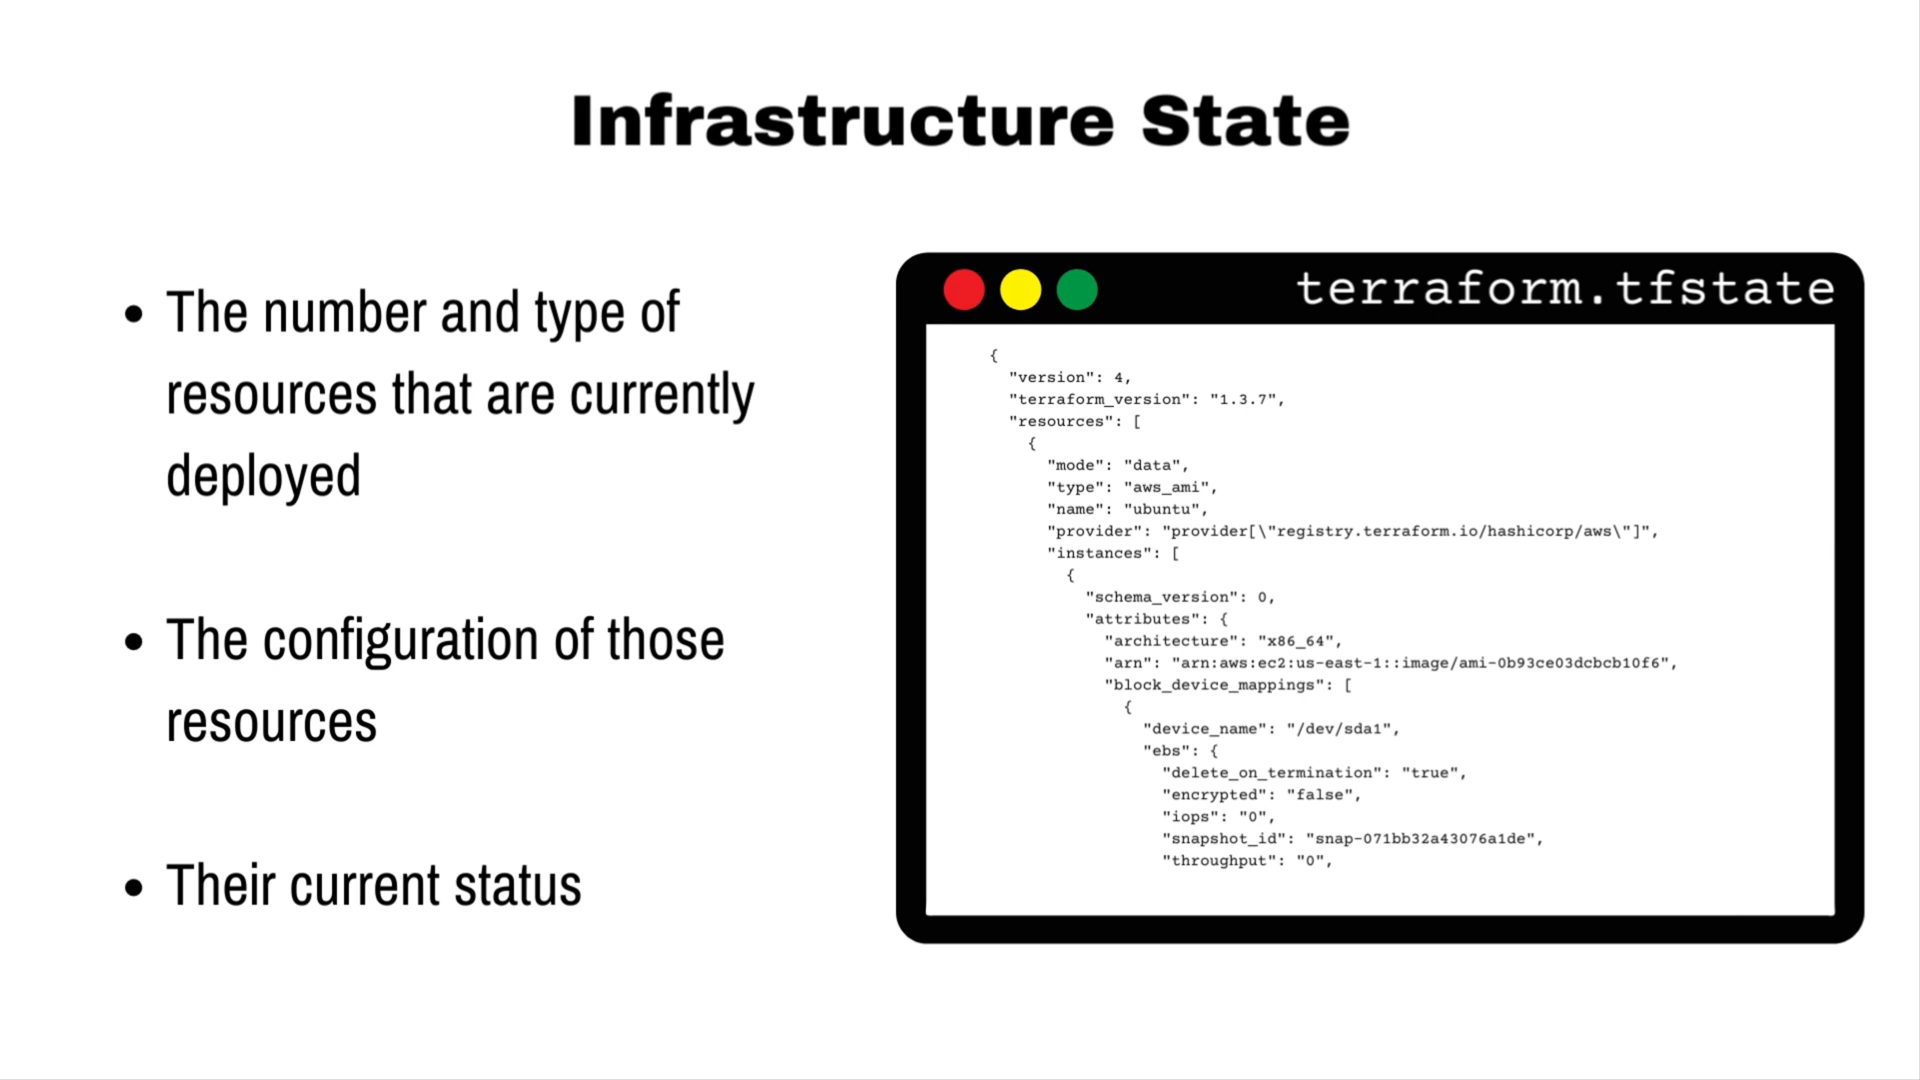 Infrastructure State
• The number and type of
resources that are currently
deployed
• The configuration of those
resources
• Their current status
terraform.tfstate
{
"version": 4,
"terraform_version": "1.3.7",
"resources": [
{
"mode": "data",
"type": "aws_ami",
"name": "ubuntu",
"provider": "provider[\"registry.terraform.io/hashicorp/aws\"]",
"instances": [
{
"schema_version": 0,
"attributes": {
"architecture": "x86_64",
"arn": "arn:aws:ec2:us-east-1::image/ami-0b93ce03dcbcb10f6",
"block_device_mappings": [
{
"device_name": "/dev/sda1",
"ebs": {
"delete_on_termination": "true",
"encrypted": "false",
"iops": "0",
"snapshot_id": "snap-071bb32a43076a1de",
"throughput": "0",